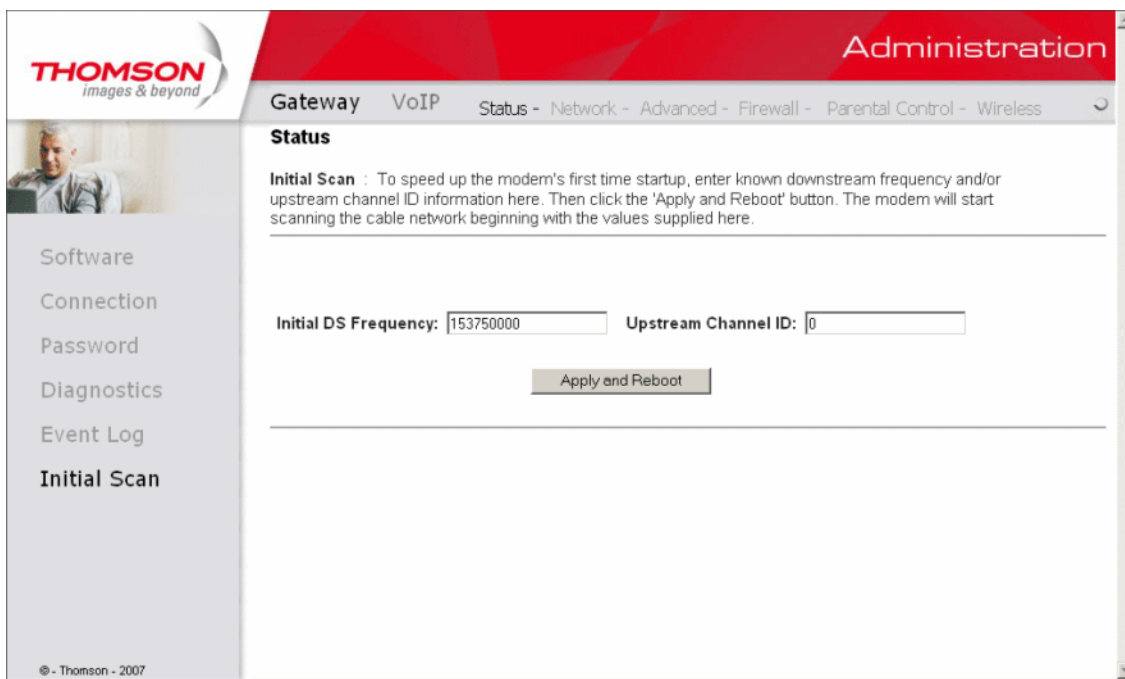 THOMSON
images & beyond
Administration
Gateway VoIP Status - Network - Advanced - Firewall - Parental Control - Wireless
Status
Initial Scan : To speed up the modem's first time startup, enter known downstream frequency and/or
upstream channel ID information here. Then click the 'Apply and Reboot' button. The modem will start
scanning the cable network beginning with the values supplied here.
Software
Connection
Password
Diagnostics
Event Log
Initial Scan
Initial DS Frequency: 153750000 Upstream Channel ID: 0
Apply and Reboot
© - Thomson - 2007